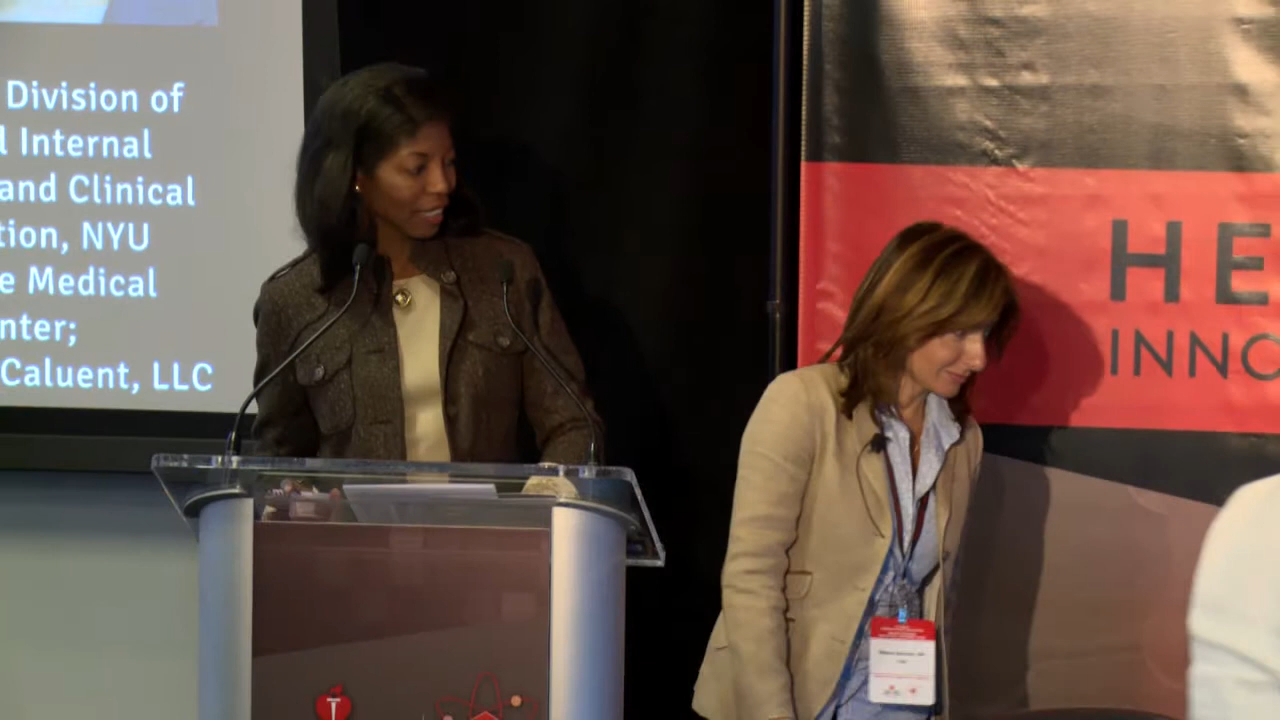 Division of
l Internal
and Clinical
tion, NYU
e Medical
nter;
Caluent, LLC
HE
INNO